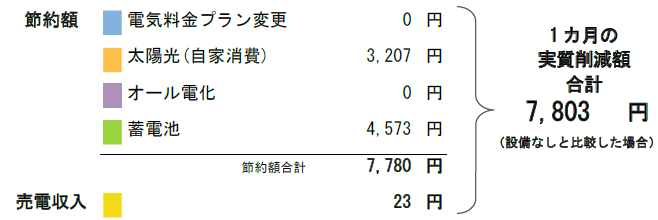 節約額 電気料金プラン変更 0 円
太陽光(自家消費) 3,207 円
オール電化 0 円
蓄電池 4,573 円
節約額合計 7,780 円
売電収入 23 円
1カ月の
実質削減額
合計
7,803 円
(設備なしと比較した場合)